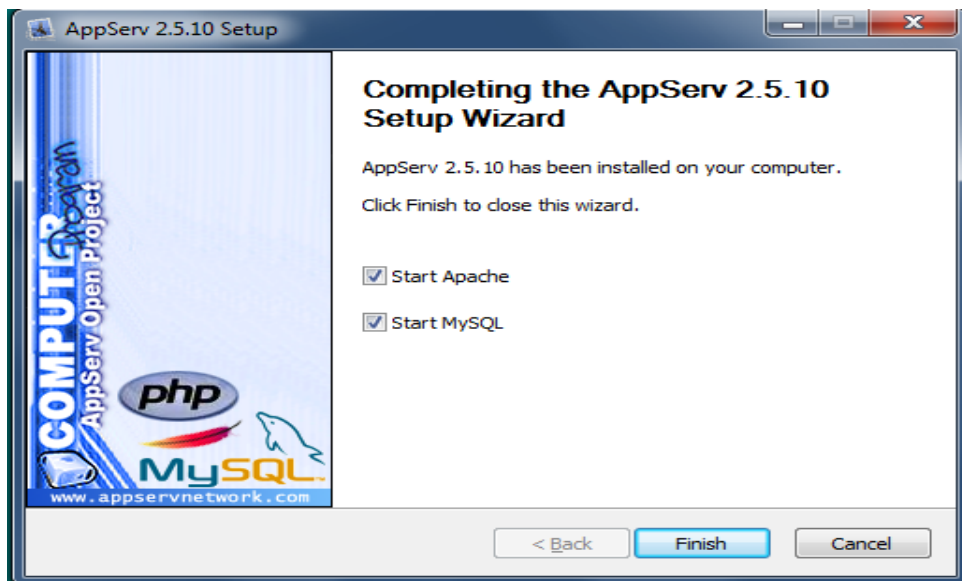 AppServ 2.5.10 Setup
Completing the AppServ 2.5.10
Setup Wizard
AppServ 2.5.10 has been installed on your computer.
Click Finish to close this wizard.
Start Apache
Start MySQL
COMPUTER
Program
AppServ Open Project
php
MySQL
www.appservnetwork.com
< Back
Finish
Cancel